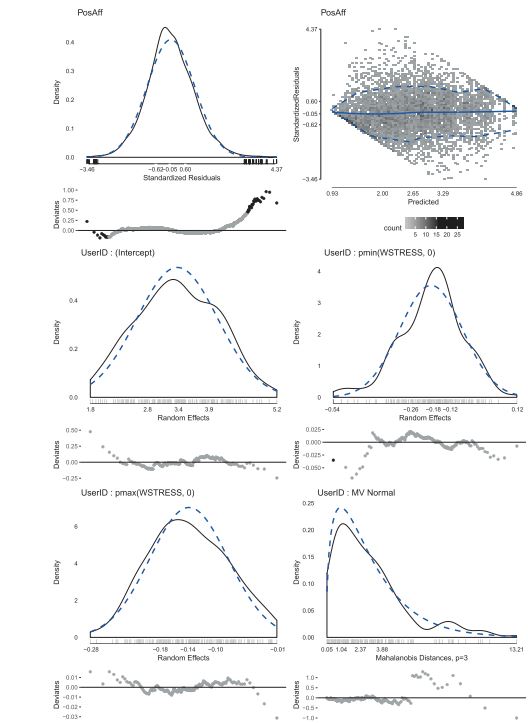 PosAff
0.4
0.3
0.2
0.1
0.0
Density
−3.46 −0.62 −0.05 0.60 4.37
Standardized Residuals
1.00
0.75
0.50
0.25
0.00
Deviates
PosAff
4.37
0.60
−0.05
−0.62
−3.46
StandardizedResiduals
0.93 2.00 2.65 3.29 4.86
Predicted
count
5 10 15 20 25
UserID : (Intercept)
0.4
0.2
0.0
Density
1.8 2.8 3.4 3.9 5.2
Random Effects
0.50
0.25
0.00
−0.25
Deviates
UserID : pmin(WSTRESS, 0)
4
3
2
1
0
Density
−0.54 −0.26 −0.18 −0.12 0.12
Random Effects
0.025
0.000
−0.025
−0.050
Deviates
UserID : pmax(WSTRESS, 0)
6
4
2
0
Density
−0.28 −0.18 −0.14 −0.10 −0.01
Random Effects
0.01
0.00
−0.01
−0.02
−0.03
Deviates
UserID : MV Normal
0.25
0.20
0.15
0.10
0.05
0.00
Density
0.05 1.04 2.37 3.88 13.21
Mahalanobis Distances, p=3
1.0
0.5
0.0
−0.5
−1.0
Deviates